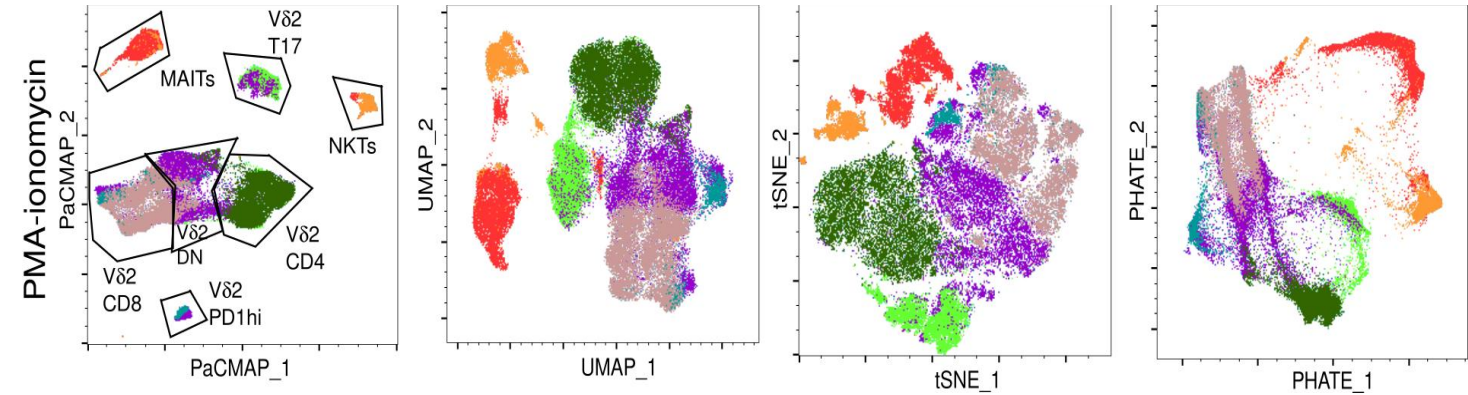 PMA-ionomycin
PaCMAP_2
MAITs
Vδ2
T17
NKTs
Vδ2
DN
Vδ2
CD4
Vδ2
CD8
Vδ2
PD1hi
PaCMAP_1
UMAP_2
UMAP_1
tSNE_2
tSNE_1
PHATE_2
PHATE_1